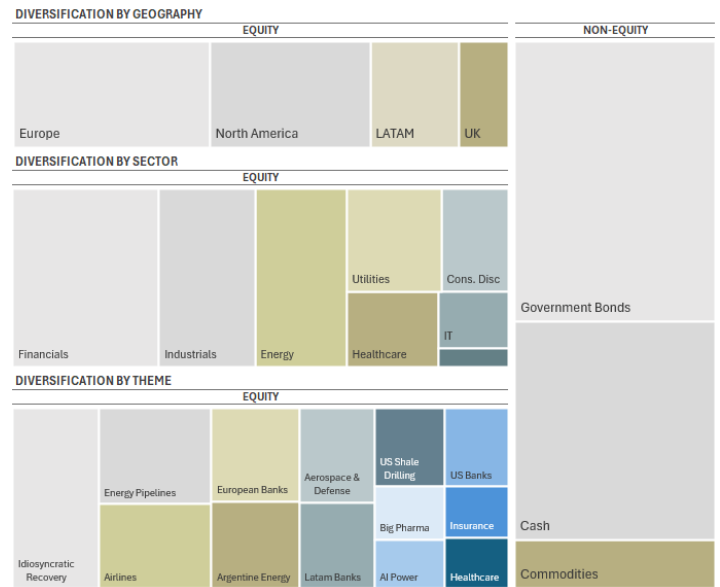 DIVERSIFICATION BY GEOGRAPHY
EQUITY
Europe
North America
LATAM
UK
DIVERSIFICATION BY SECTOR
EQUITY
Financials
Industrials
Energy
Utilities
Cons. Disc
Healthcare
IT
DIVERSIFICATION BY THEME
EQUITY
Idiosyncratic
Recovery
Energy Pipelines
Airlines
European Banks
Argentine Energy
Aerospace &
Defense
Latam Banks
US Shale
Drilling
US Banks
Big Pharma
Insurance
AI Power
Healthcare
NON-EQUITY
Government Bonds
Cash
Commodities